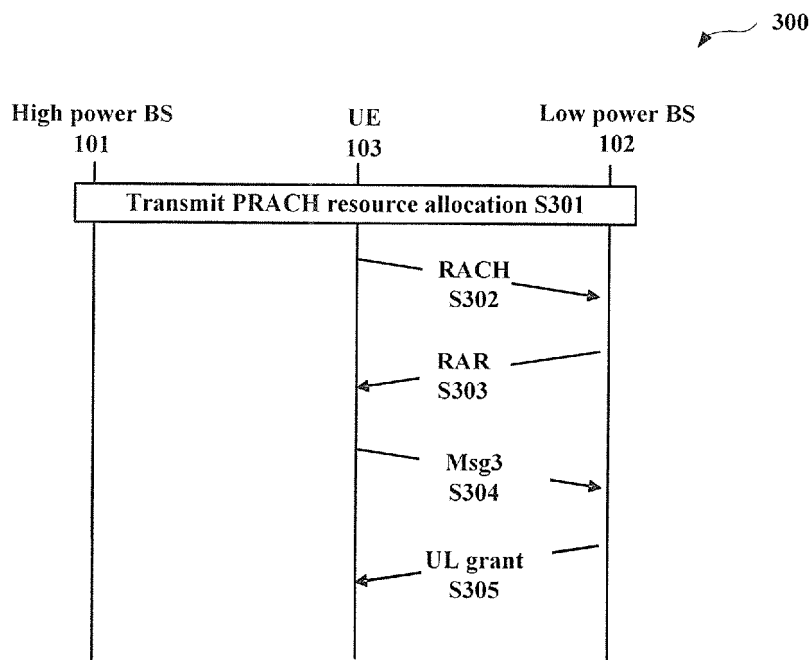 300
High power BS
101
UE
103
Low power BS
102
Transmit PRACH resource allocation S301
RACH
S302
RAR
S303
Msg3
S304
UL grant
S305